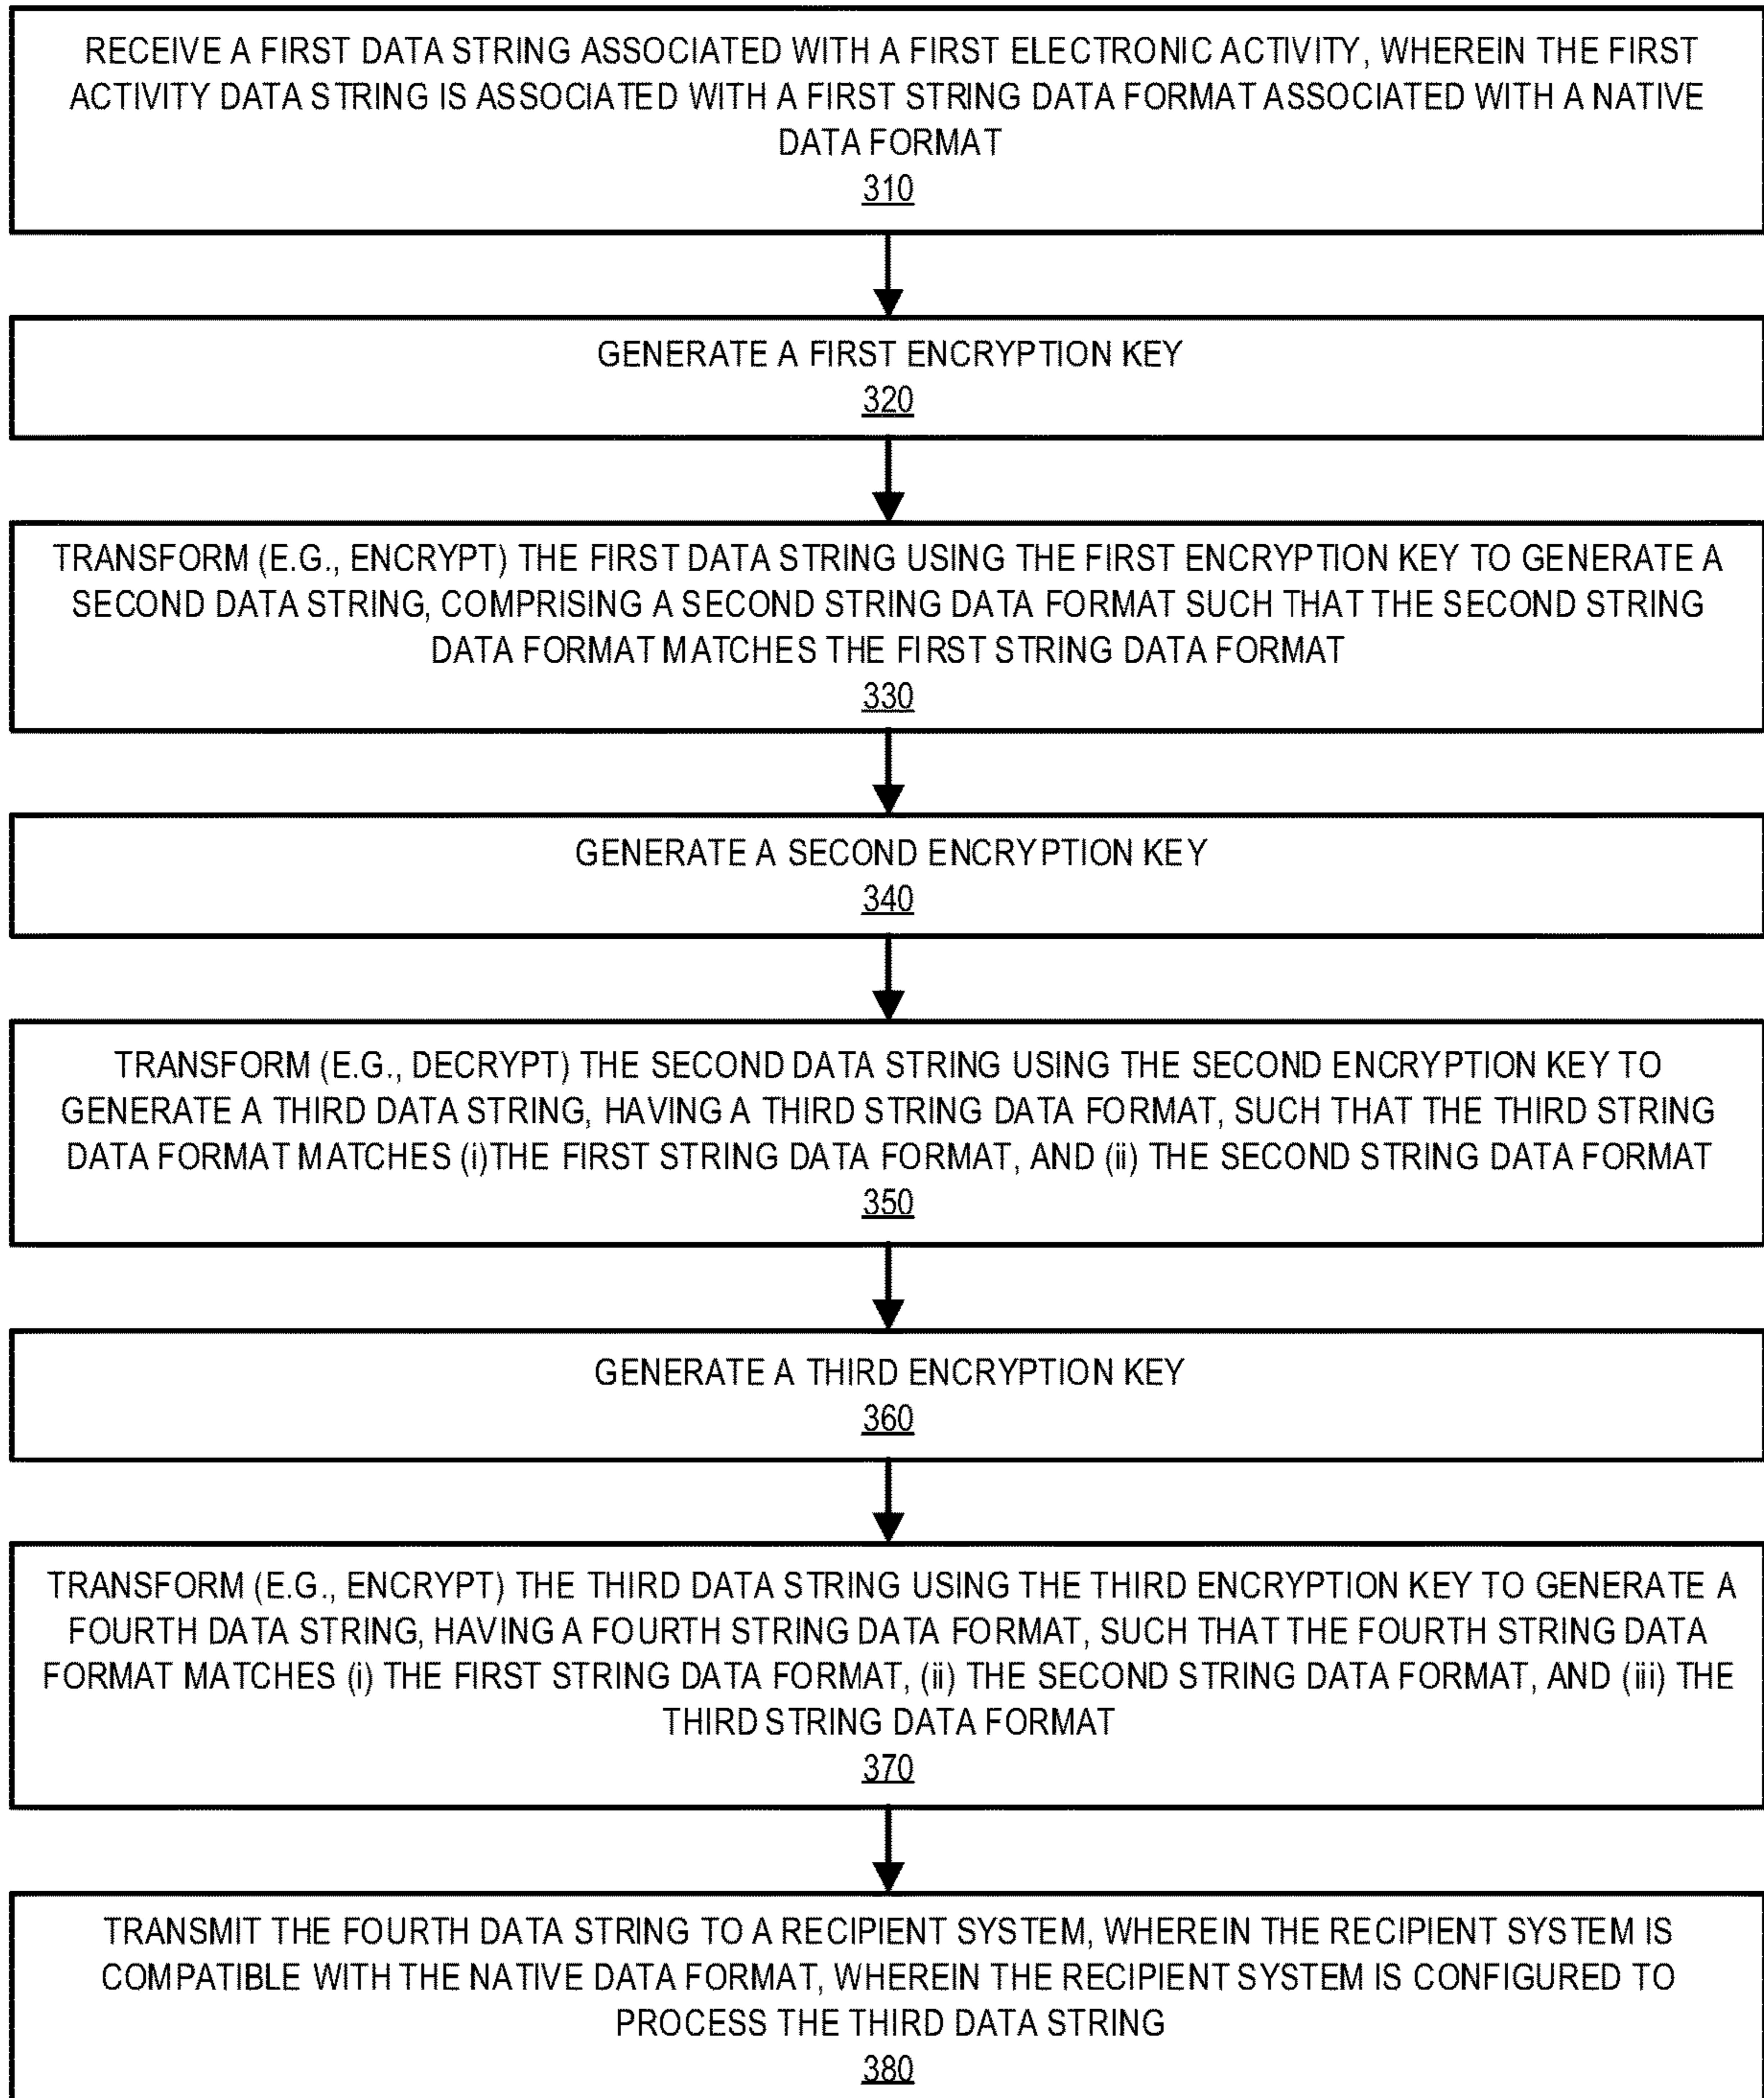 RECEIVE A FIRST DATA STRING ASSOCIATED WITH A FIRST ELECTRONIC ACTIVITY, WHEREIN THE FIRST
ACTIVITY DATA STRING IS ASSOCIATED WITH A FIRST STRING DATA FORMAT ASSOCIATED WITH A NATIVE
DATA FORMAT
310
GENERATE A FIRST ENCRYPTION KEY
320
TRANSFORM (E.G., ENCRYPT) THE FIRST DATA STRING USING THE FIRST ENCRYPTION KEY TO GENERATE A
SECOND DATA STRING, COMPRISING A SECOND STRING DATA FORMAT SUCH THAT THE SECOND STRING
DATA FORMAT MATCHES THE FIRST STRING DATA FORMAT
330
GENERATE A SECOND ENCRYPTION KEY
340
TRANSFORM (E.G., DECRYPT) THE SECOND DATA STRING USING THE SECOND ENCRYPTION KEY TO
GENERATE A THIRD DATA STRING, HAVING A THIRD STRING DATA FORMAT, SUCH THAT THE THIRD STRING
DATA FORMAT MATCHES (i)THE FIRST STRING DATA FORMAT, AND (ii) THE SECOND STRING DATA FORMAT
350
GENERATE A THIRD ENCRYPTION KEY
360
TRANSFORM (E.G., ENCRYPT) THE THIRD DATA STRING USING THE THIRD ENCRYPTION KEY TO GENERATE A
FOURTH DATA STRING, HAVING A FOURTH STRING DATA FORMAT, SUCH THAT THE FOURTH STRING DATA
FORMAT MATCHES (i) THE FIRST STRING DATA FORMAT, (ii) THE SECOND STRING DATA FORMAT, AND (iii) THE
THIRD STRING DATA FORMAT
370
TRANSMIT THE FOURTH DATA STRING TO A RECIPIENT SYSTEM, WHEREIN THE RECIPIENT SYSTEM IS
COMPATIBLE WITH THE NATIVE DATA FORMAT, WHEREIN THE RECIPIENT SYSTEM IS CONFIGURED TO
PROCESS THE THIRD DATA STRING
380